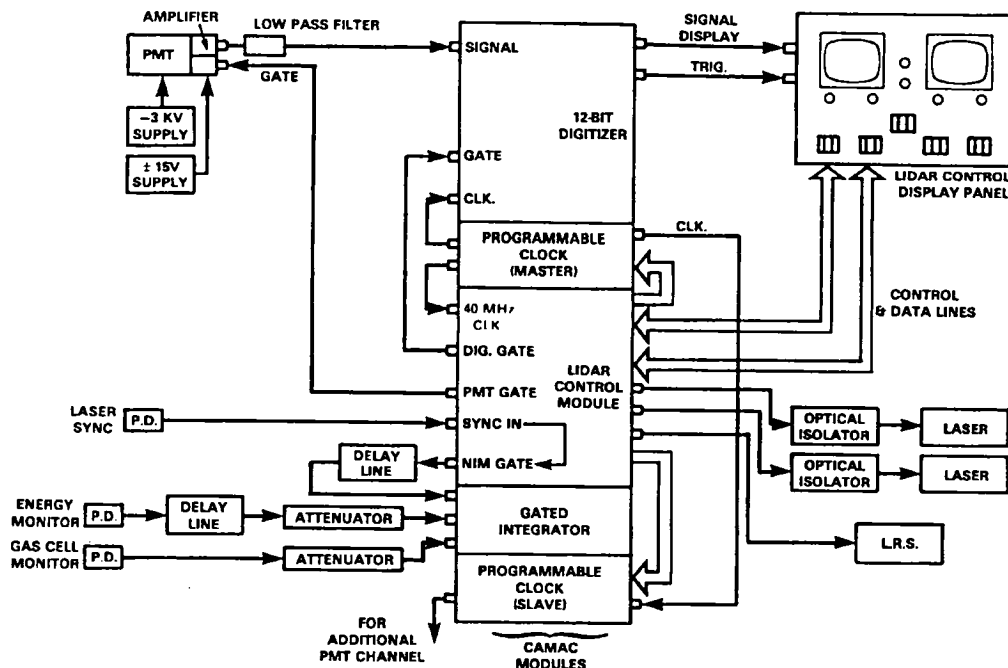 AMPLIFIER
LOW PASS FILTER
PMT
GATE
–3 KV
SUPPLY
± 15V
SUPPLY
SIGNAL
12-BIT
DIGITIZER
GATE
CLK.
SIGNAL
DISPLAY
TRIG.
LIDAR CONTROL
DISPLAY PANEL
PROGRAMMABLE
CLOCK
(MASTER)
CLK.
40 MHz
CLK
DIG. GATE
PMT GATE
SYNC IN
NIM GATE
LIDAR
CONTROL
MODULE
CONTROL
& DATA LINES
LASER
SYNC
P.D.
DELAY
LINE
OPTICAL
ISOLATOR
LASER
OPTICAL
ISOLATOR
LASER
ENERGY
MONITOR
P.D.
DELAY
LINE
ATTENUATOR
GATED
INTEGRATOR
L.R.S.
GAS CELL
MONITOR
P.D.
ATTENUATOR
PROGRAMMABLE
CLOCK
(SLAVE)
FOR
ADDITIONAL
PMT CHANNEL
CAMAC
MODULES